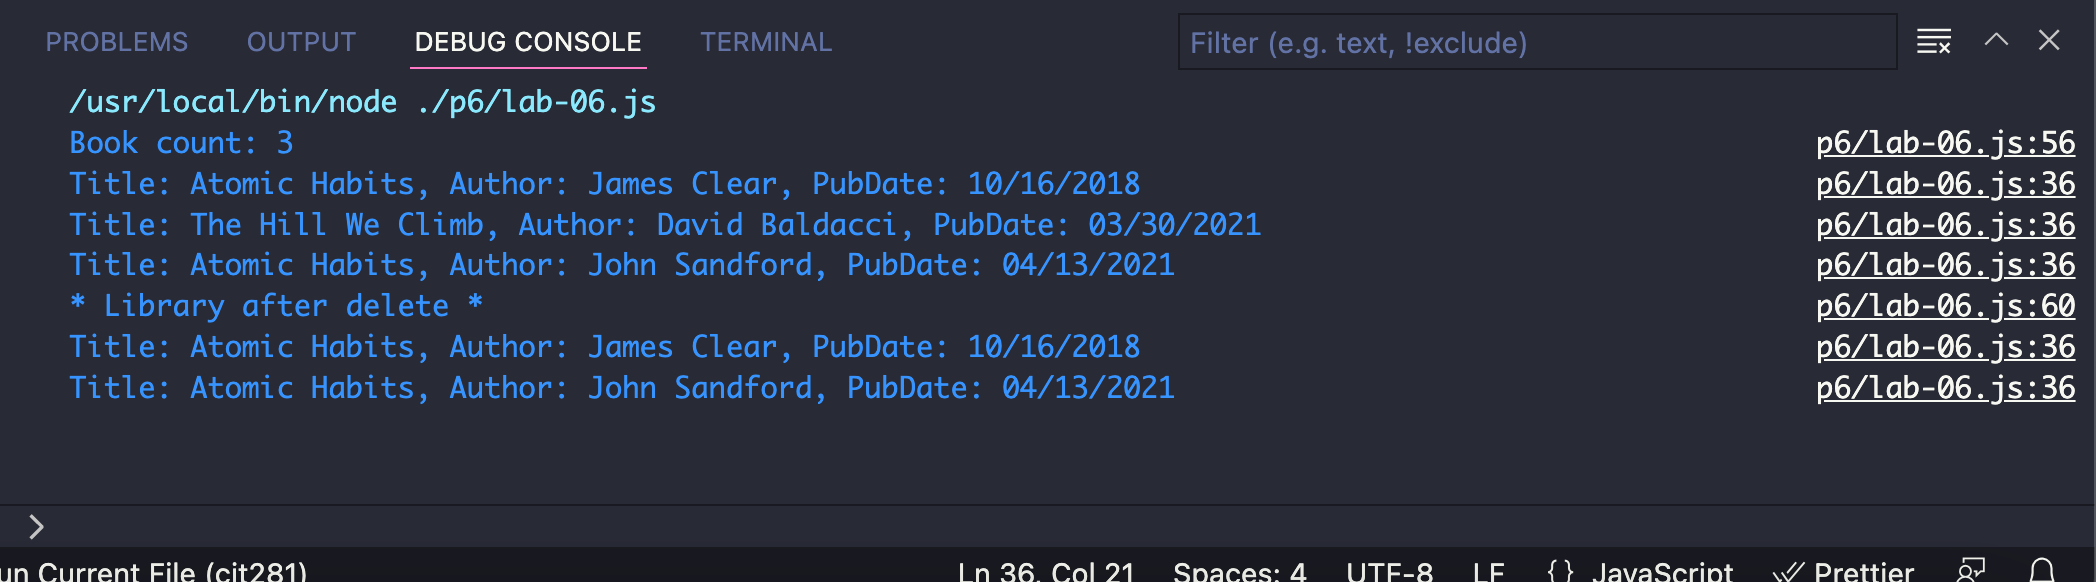 PROBLEMS OUTPUT DEBUG CONSOLE TERMINAL Filter (e.g. text, !exclude)
/usr/local/bin/node ./p6/lab-06.js
Book count: 3 p6/lab-06.js:56
Title: Atomic Habits, Author: James Clear, PubDate: 10/16/2018 p6/lab-06.js:36
Title: The Hill We Climb, Author: David Baldacci, PubDate: 03/30/2021 p6/lab-06.js:36
Title: Atomic Habits, Author: John Sandford, PubDate: 04/13/2021 p6/lab-06.js:36
* Library after delete * p6/lab-06.js:60
Title: Atomic Habits, Author: James Clear, PubDate: 10/16/2018 p6/lab-06.js:36
Title: Atomic Habits, Author: John Sandford, PubDate: 04/13/2021 p6/lab-06.js:36
>
un Current File (cit281) Ln 36, Col 21 Spaces: 4 UTF-8 LF {} JavaScript Prettier